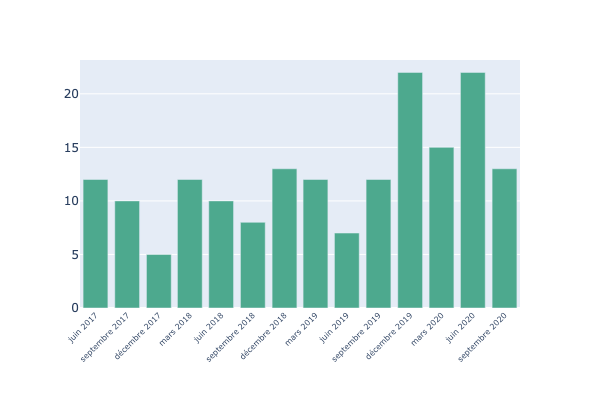 20
15
10
5
0
juin 2017
septembre 2017
décembre 2017
mars 2018
juin 2018
septembre 2018
décembre 2018
mars 2019
juin 2019
septembre 2019
décembre 2019
mars 2020
juin 2020
septembre 2020